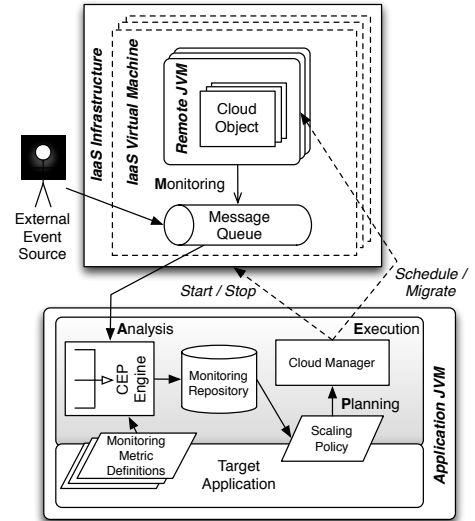 IaaS Infrastructure
IaaS Virtual Machine
Remote JVM
Cloud
Object
Monitoring
Message
Queue
External
Event
Source
Start / Stop
Schedule /
Migrate
Analysis
Execution
CEP
Engine
Monitoring
Repository
Cloud Manager
Planning
Monitoring
Metric
Definitions
Scaling
Policy
Target
Application
Application JVM